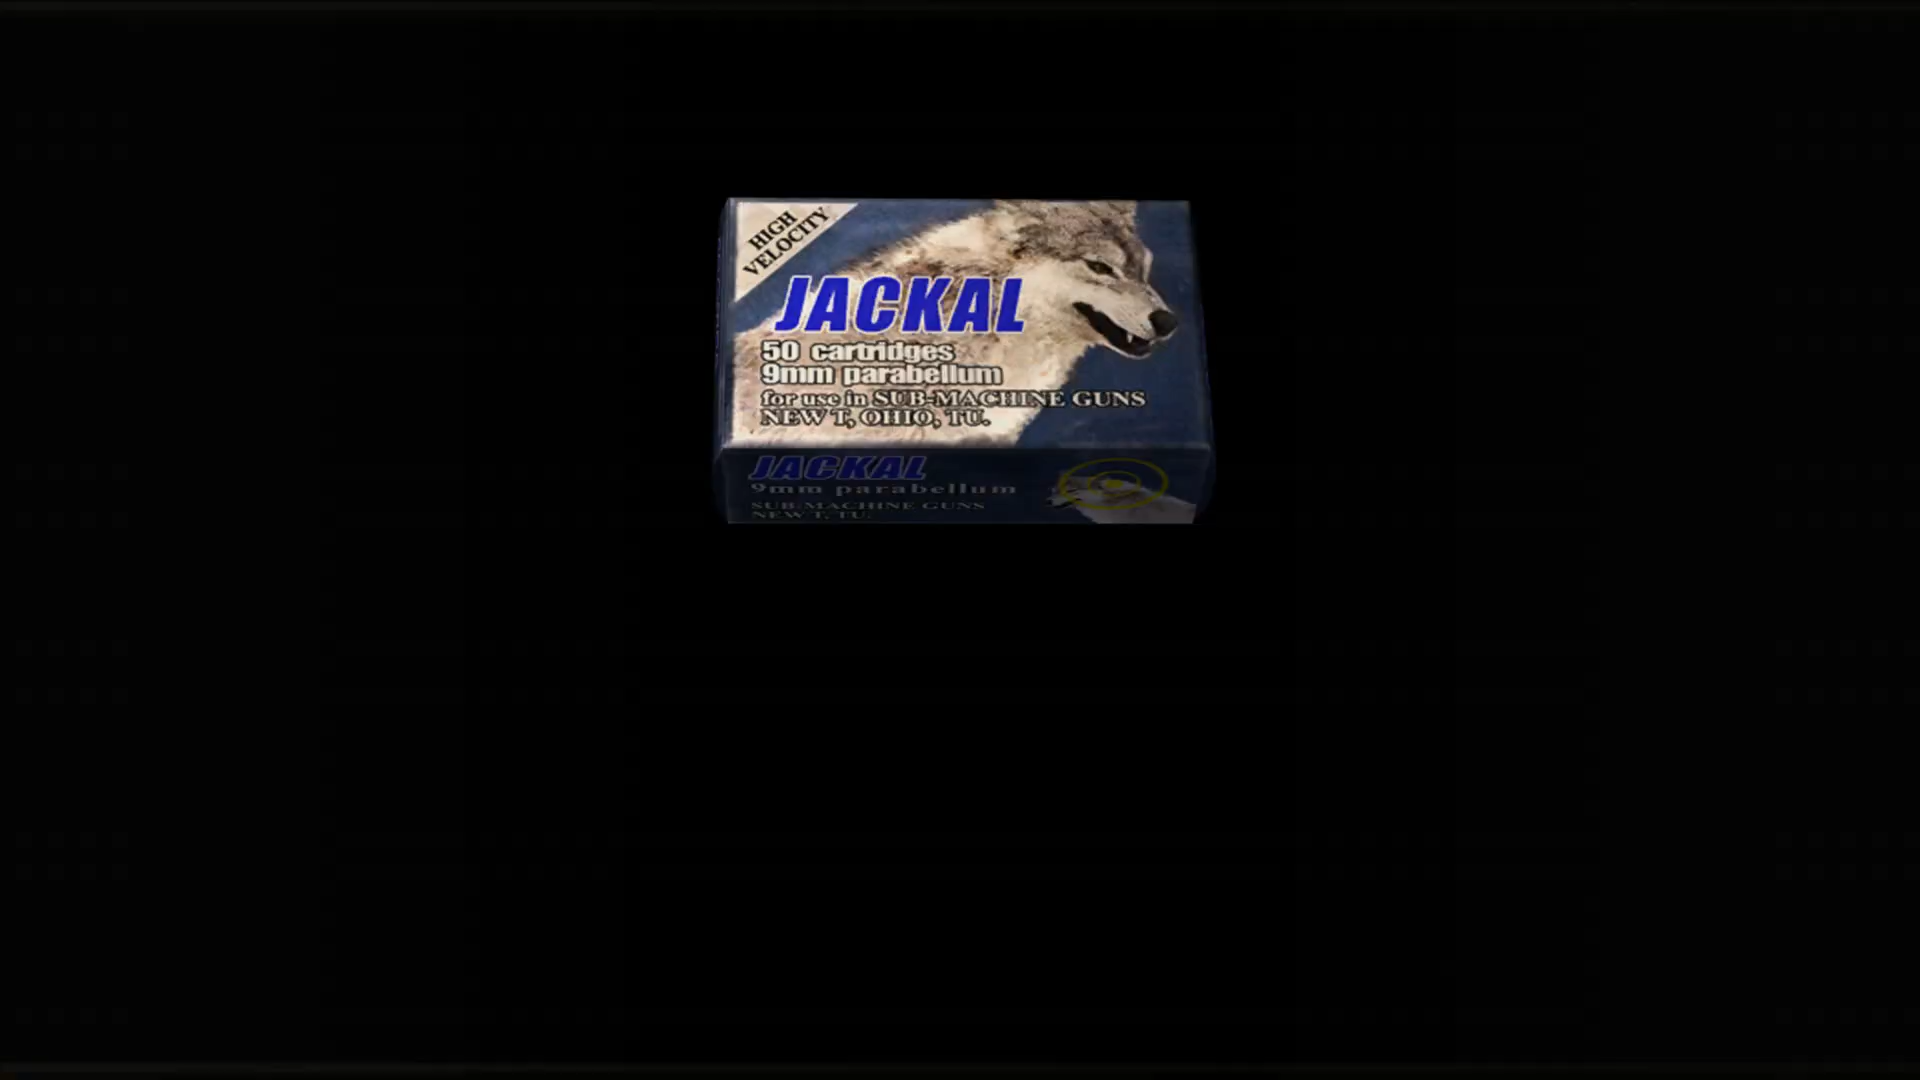 HIGH
VELOCITY
JACKAL
50 cartridges
9mm parabellum
for use in SUB-MACHINE GUNS
NEW T, OHIO, TU.
JACKAL
9mm parabellum
SUB-MACHINE GUNS
NEW T, TU.